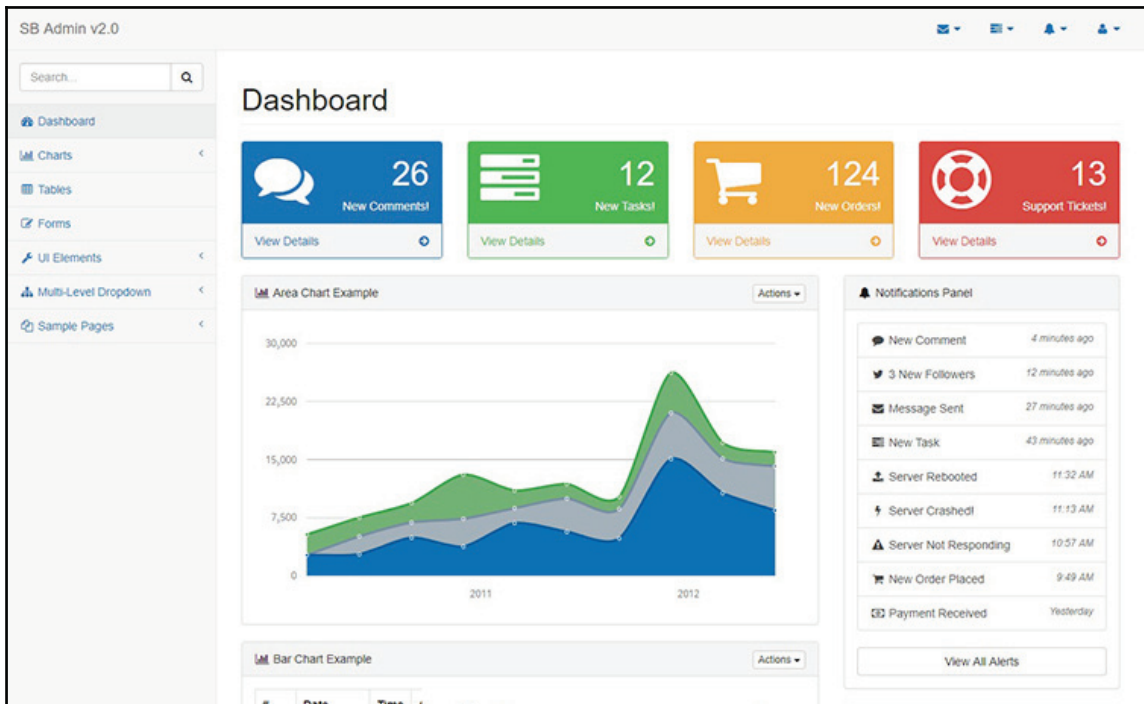 SB Admin v2.0
Search...
Dashboard
Charts
Tables
Forms
UI Elements
Multi-Level Dropdown
Sample Pages
Dashboard
26
New Comments!
View Details
12
New Tasks!
View Details
124
New Orders!
View Details
13
Support Tickets!
View Details
Area Chart Example
Actions
30,000
22,500
15,000
7,500
0
2011
2012
Notifications Panel
New Comment 4 minutes ago
3 New Followers 12 minutes ago
Message Sent 27 minutes ago
New Task 43 minutes ago
Server Rebooted 11:32 AM
Server Crashed! 11:13 AM
Server Not Responding 10:57 AM
New Order Placed 9:49 AM
Payment Received Yesterday
View All Alerts
Bar Chart Example
Actions
# Date Time